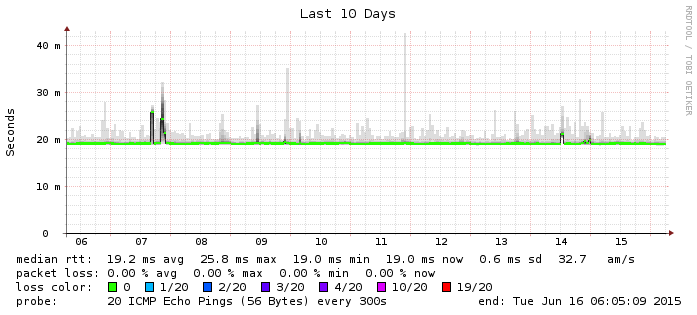 Last 10 Days
RRDTOOL / TOBI OETIKER
Seconds
40 m
30 m
20 m
10 m
0
06 07 08 09 10 11 12 13 14 15
median rtt: 19.2 ms avg 25.8 ms max 19.0 ms min 19.0 ms now 0.6 ms sd 32.7 am/s
packet loss: 0.00 % avg 0.00 % max 0.00 % min 0.00 % now
loss color: 0 1/20 2/20 3/20 4/20 10/20 19/20
probe: 20 ICMP Echo Pings (56 Bytes) every 300s end: Tue Jun 16 06:05:09 2015